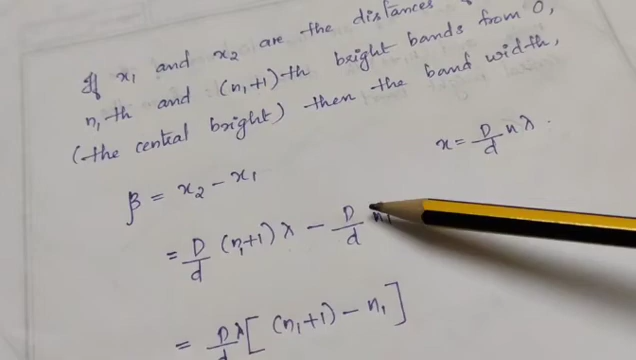 If x₁ and x₂ are the distances
n₁th and (n₁+1)-th bright bands from O,
(the central bright) then the band width,
x = D/d nλ.
β = x₂ - x₁
= D/d (n₁+1) λ - D/d n₁
= Dλ/d [ (n₁+1) - n₁ ]